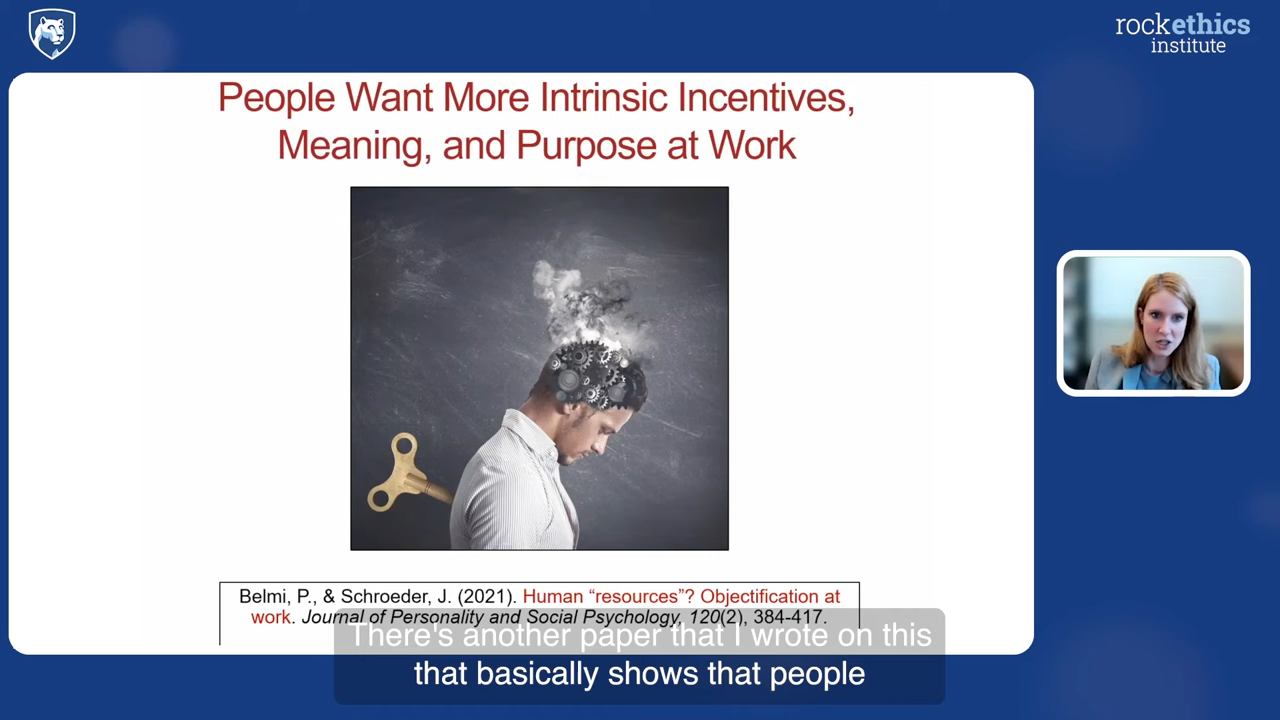 rockethics
institute
People Want More Intrinsic Incentives,
Meaning, and Purpose at Work
Belmi, P., & Schroeder, J. (2021). Human “resources”? Objectification at
work. Journal of Personality and Social Psychology, 120(2), 384-417.
There's another paper that I wrote on this
that basically shows that people